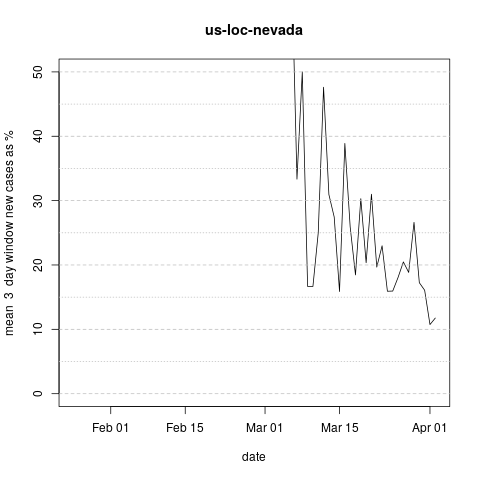 us-loc-nevada
mean 3 day window new cases as %
50
40
30
20
10
0
Feb 01
Feb 15
Mar 01
Mar 15
Apr 01
date